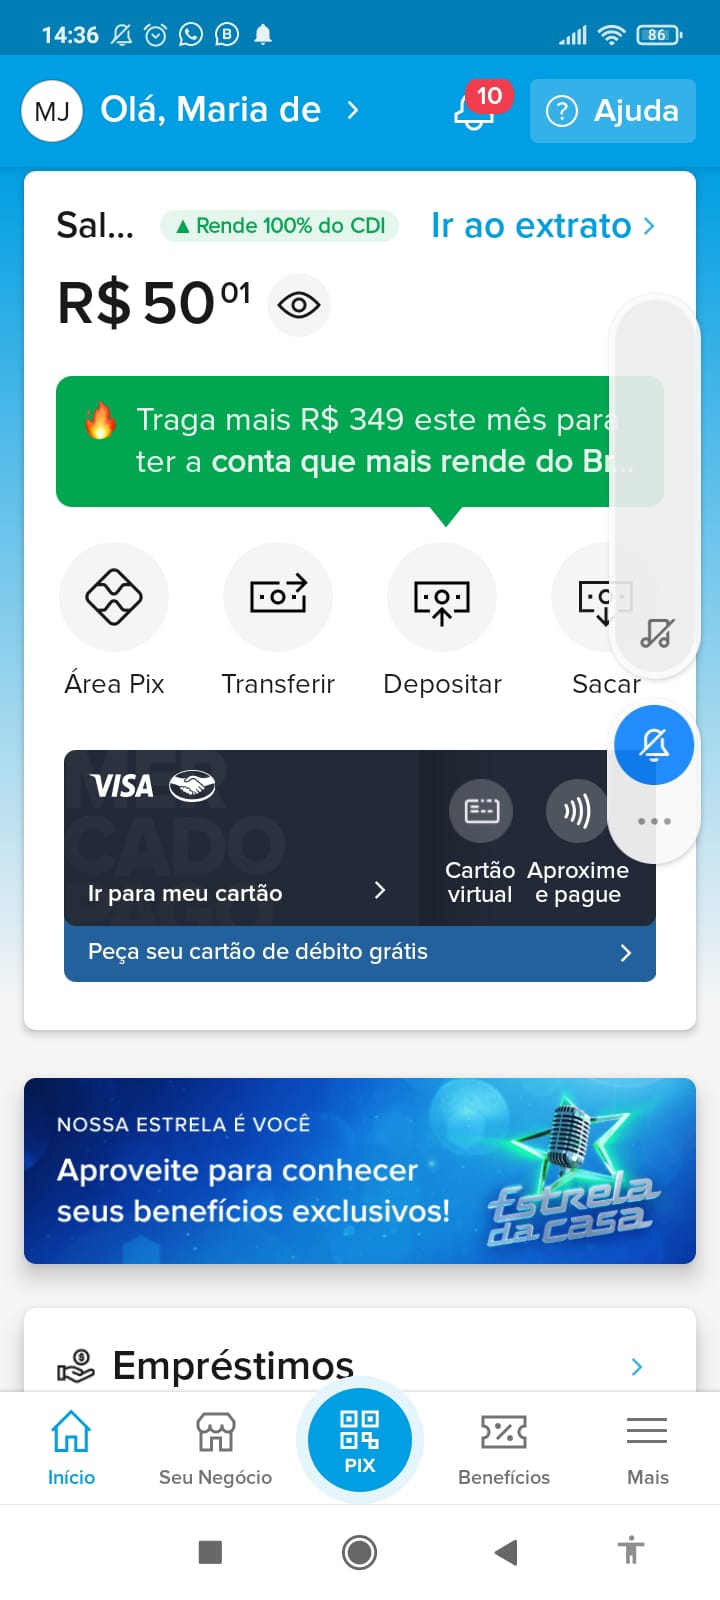 14:36
86
MJ
Olá, Maria de
10
Ajuda
Sal...
Rende 100% do CDI
Ir ao extrato
R$ 50 01
Traga mais R$ 349 este mês para
ter a conta que mais rende do Br...
Área Pix
Transferir
Depositar
Sacar
VISA
MERCADO PAGO
Ir para meu cartão
Cartão
virtual
Aproxime
e pague
Peça seu cartão de débito grátis
NOSSA ESTRELA É VOCÊ
Aproveite para conhecer
seus benefícios exclusivos!
Estrela
da casa
Empréstimos
Início
Seu Negócio
PIX
Benefícios
Mais